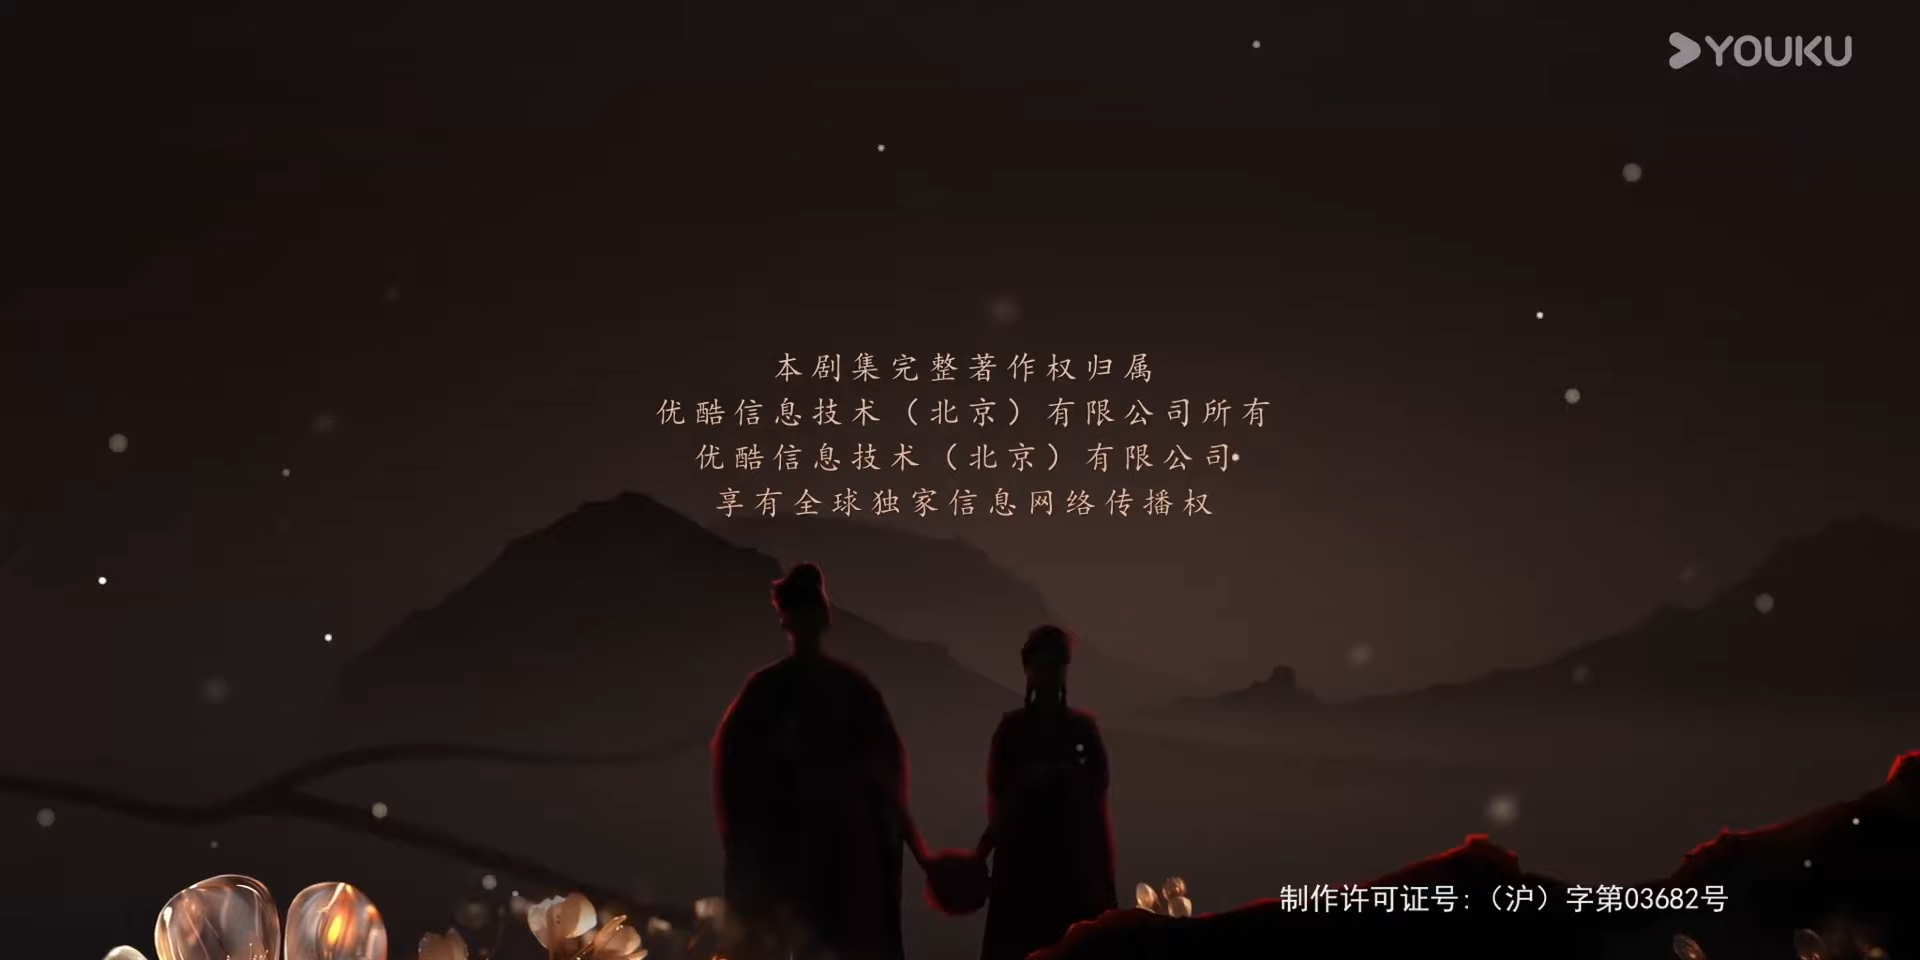 YOUKU
本剧集完整著作权归属
优酷信息技术（北京）有限公司所有
优酷信息技术（北京）有限公司
享有全球独家信息网络传播权
制作许可证号:（沪）字第03682号